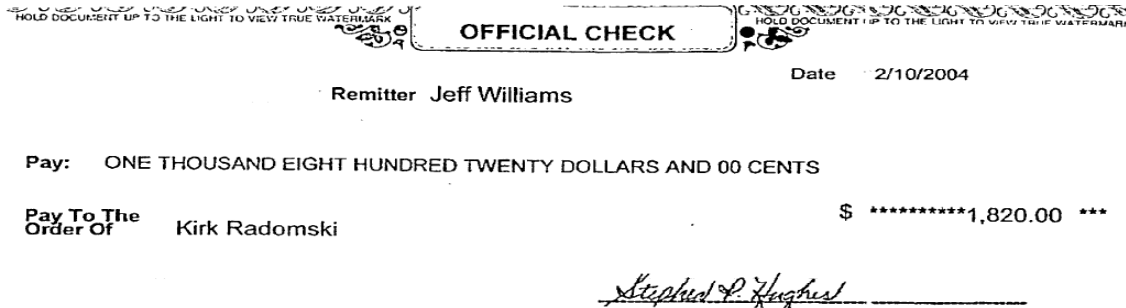 HOLD DOCUMENT UP TO THE LIGHT TO VIEW TRUE WATERMARK
HOLD DOCUMENT UP TO THE LIGHT TO VIEW TRUE WATERMARK
OFFICIAL CHECK
Date 2/10/2004
Remitter Jeff Williams
Pay: ONE THOUSAND EIGHT HUNDRED TWENTY DOLLARS AND 00 CENTS
Pay To The
Order Of Kirk Radomski
$ **********1,820.00 ***
Stephed P. Hughes